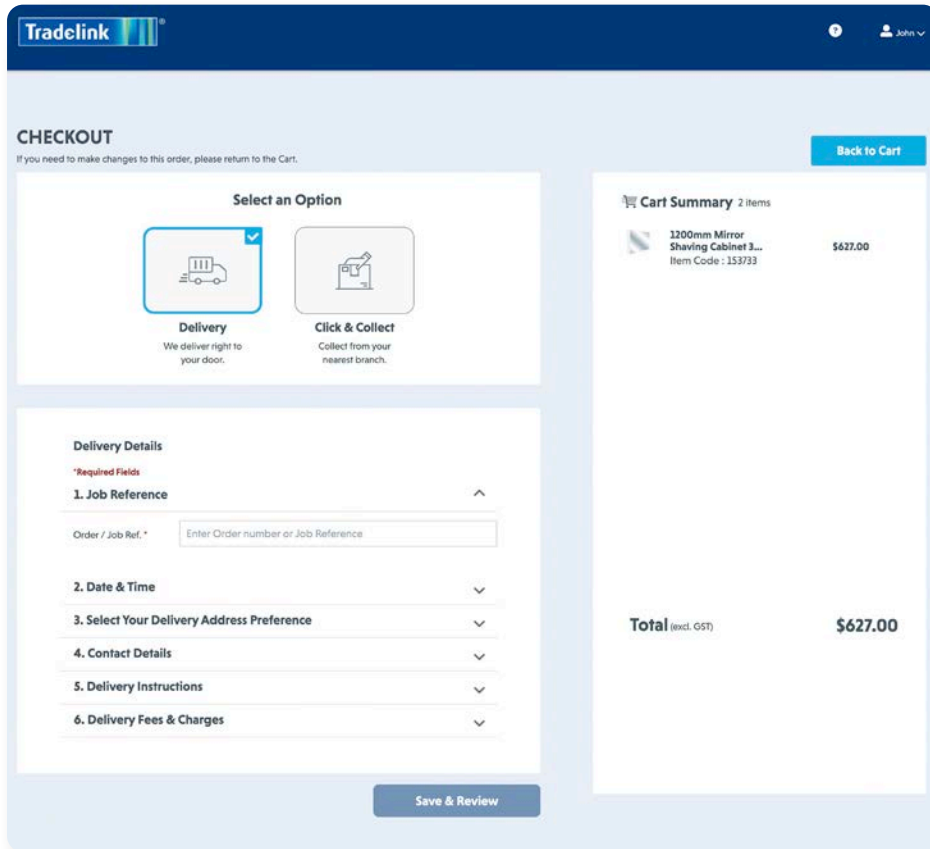 Tradelink
®
?
John
CHECKOUT
If you need to make changes to this order, please return to the Cart.
Back to Cart
Select an Option
Delivery
We deliver right to
your door.
Click & Collect
Collect from your
nearest branch.
Cart Summary 2 items
1200mm Mirror
Shaving Cabinet 3...
Item Code : 153733
$627.00
Delivery Details
*Required Fields
1. Job Reference
Order / Job Ref. *
Enter Order number or Job Reference
2. Date & Time
3. Select Your Delivery Address Preference
4. Contact Details
5. Delivery Instructions
6. Delivery Fees & Charges
Total (excl. GST) $627.00
Save & Review